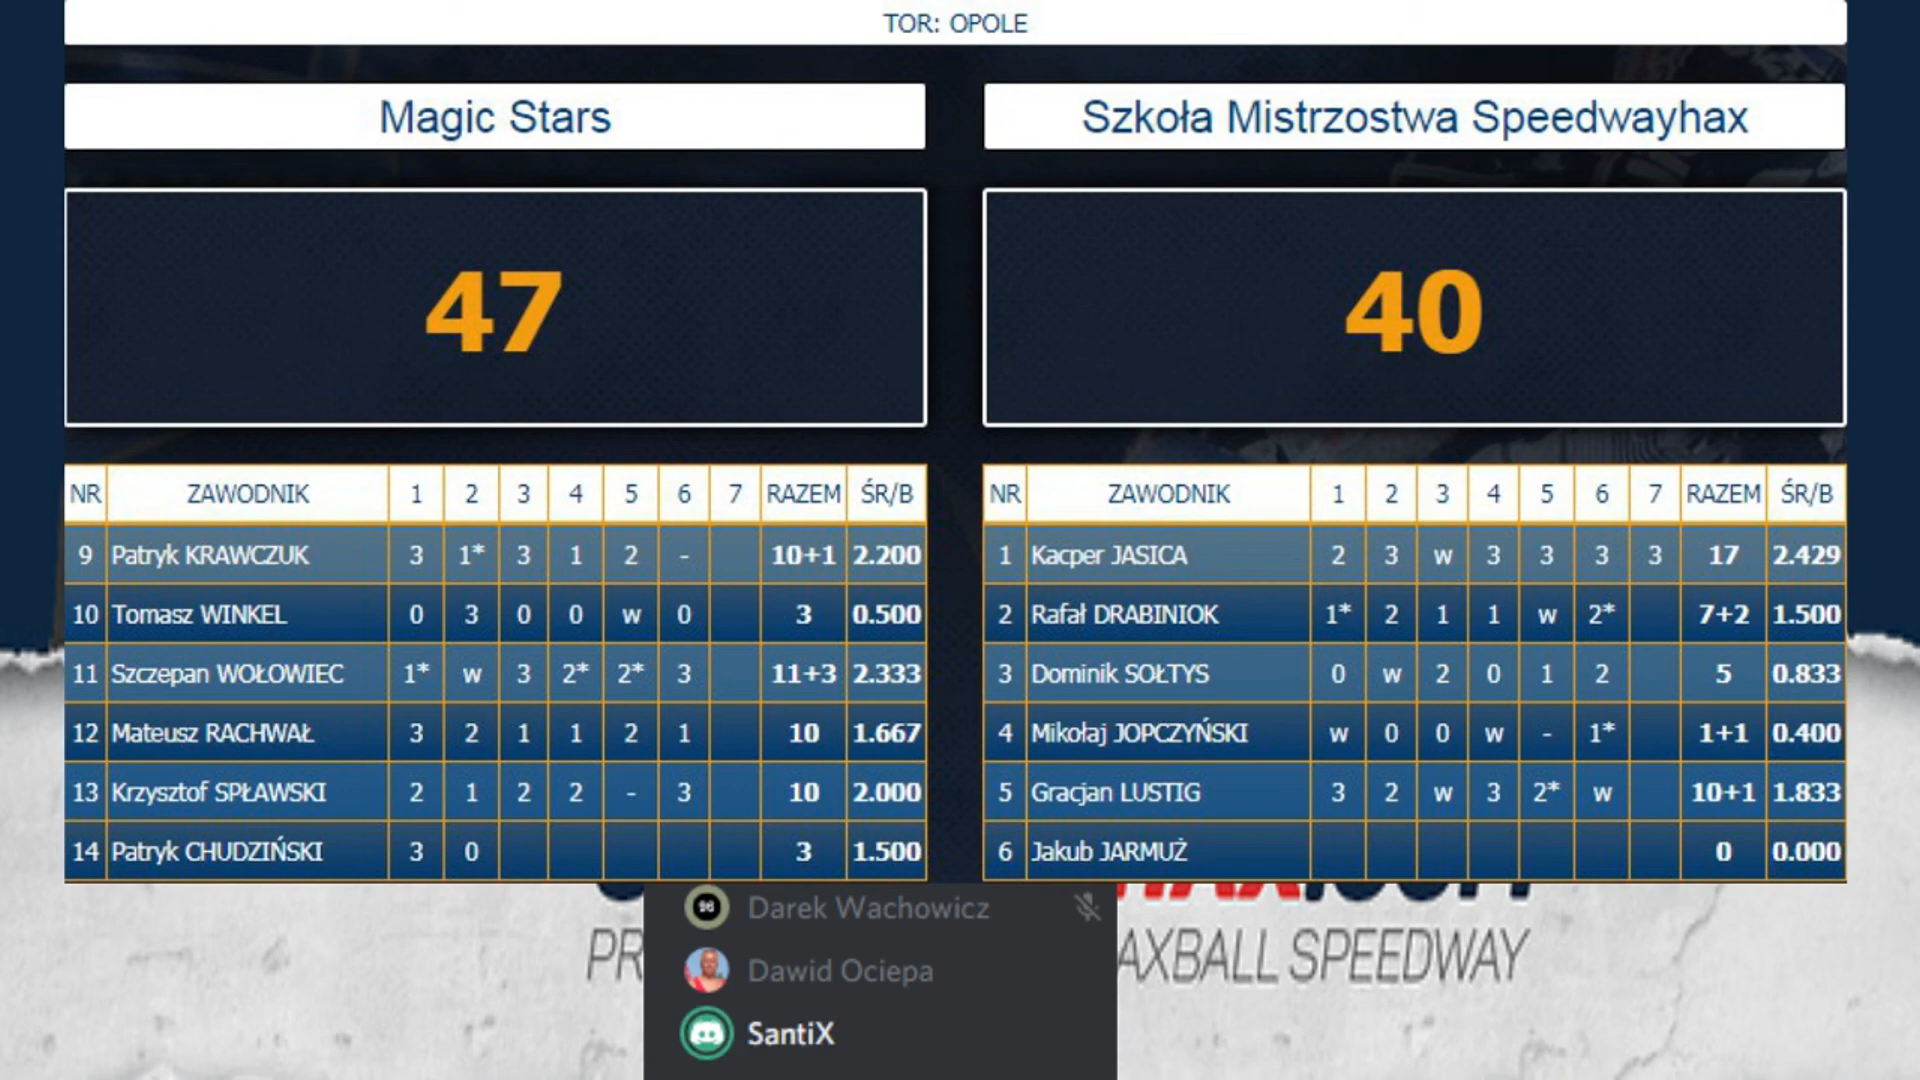 TOR: OPOLE
Magic Stars
Szkoła Mistrzostwa Speedwayhax
47
40
NR ZAWODNIK 1 2 3 4 5 6 7 RAZEM ŚR/B
9 Patryk KRAWCZUK 3 1* 3 1 2 - 10+1 2.200
10 Tomasz WINKEL 0 3 0 0 w 0 3 0.500
11 Szczepan WOŁOWIEC 1* w 3 2* 2* 3 11+3 2.333
12 Mateusz RACHWAŁ 3 2 1 1 2 1 10 1.667
13 Krzysztof SPŁAWSKI 2 1 2 2 - 3 10 2.000
14 Patryk CHUDZIŃSKI 3 0 3 1.500
NR ZAWODNIK 1 2 3 4 5 6 7 RAZEM ŚR/B
1 Kacper JASICA 2 3 w 3 3 3 3 17 2.429
2 Rafał DRABINIOK 1* 2 1 1 w 2* 7+2 1.500
3 Dominik SOŁTYS 0 w 2 0 1 2 5 0.833
4 Mikołaj JOPCZYŃSKI w 0 0 w - 1* 1+1 0.400
5 Gracjan LUSTIG 3 2 w 3 2* w 10+1 1.833
6 Jakub JARMUŻ 0 0.000
Darek Wachowicz
Dawid Ociepa
SantiX
PR
AXBALL SPEEDWAY